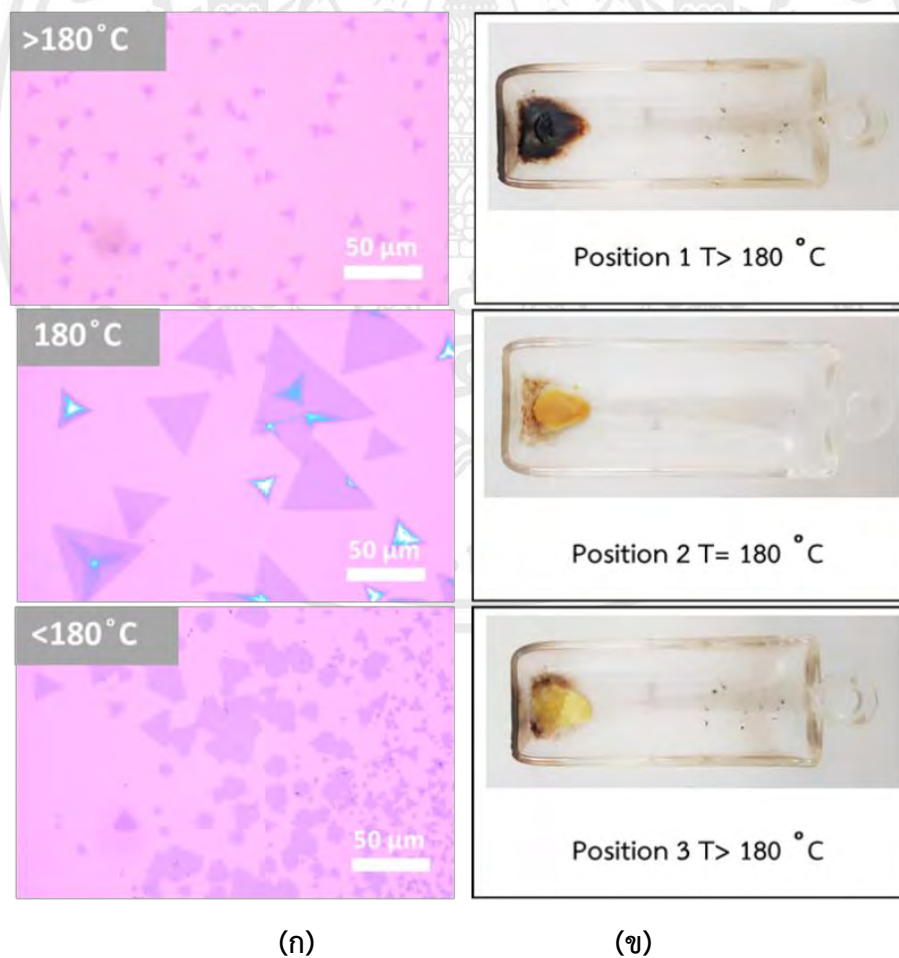 >180˚C
50 μm
Position 1 T> 180 ˚C
180˚C
50 μm
Position 2 T= 180 ˚C
<180˚C
50 μm
Position 3 T> 180 ˚C
(ก)
(ข)